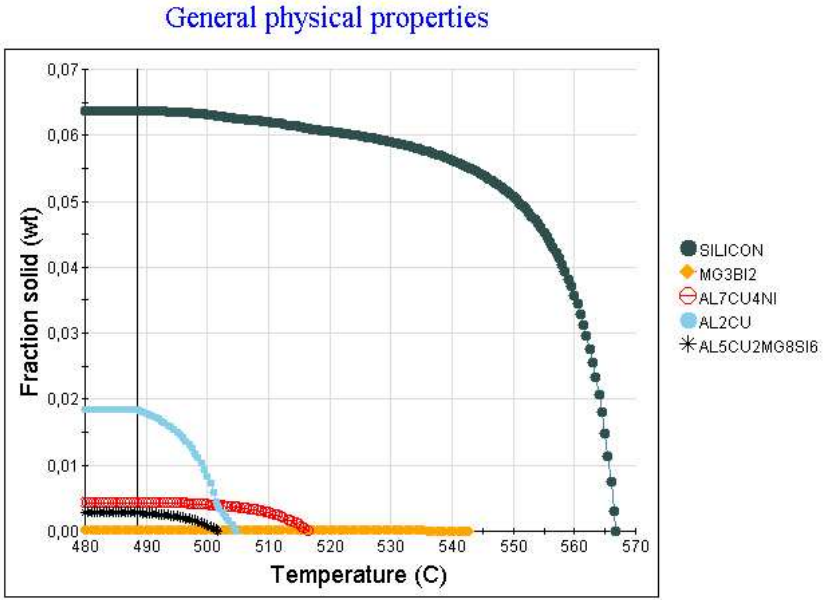 General physical properties
0,07
0,06
0,05
0,04
0,03
0,02
0,01
0,00
Fraction solid (wt)
480 490 500 510 520 530 540 550 560 570
Temperature (C)
SILICON
MG3BI2
AL7CU4NI
AL2CU
AL5CU2MG8SI6